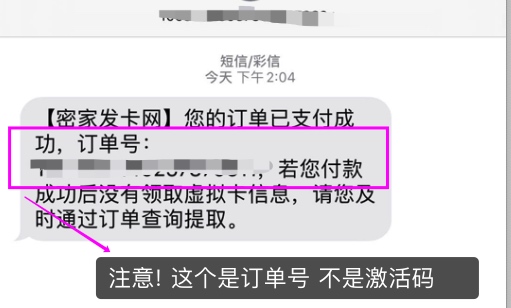 短信/彩信
今天 下午 2:04
【密家发卡网】您的订单已支付成
功，订单号：
，若您付款
成功后没有领取虚拟卡信息，请您及
时通过订单查询提取。
注意! 这个是订单号 不是激活码